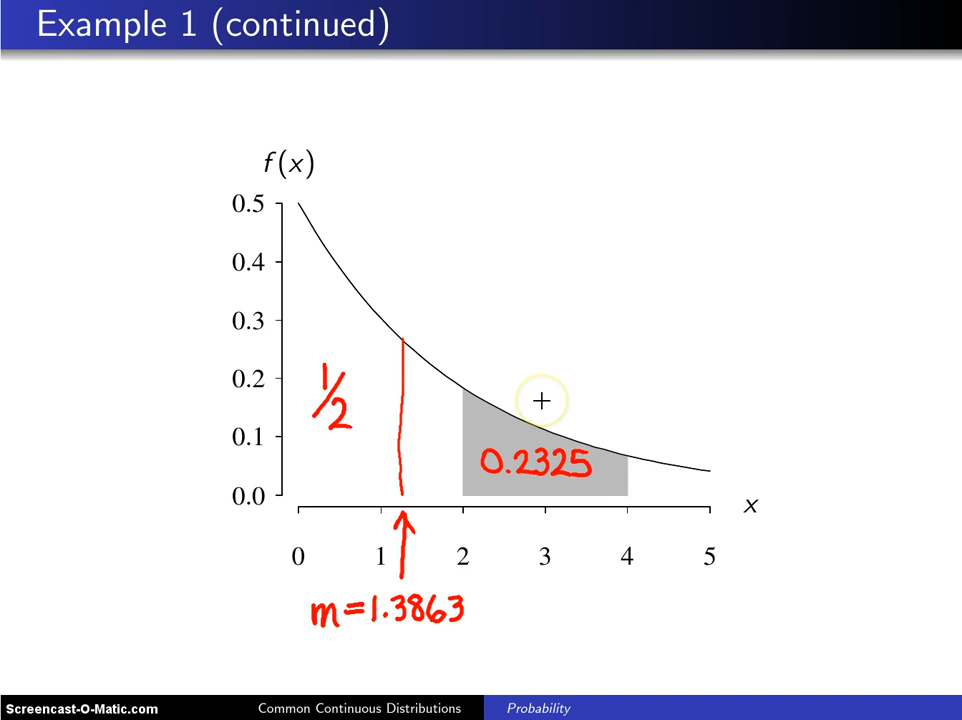 Example 1 (continued)
f(x)
0.5
0.4
0.3
0.2
0.1
0.0
1/2
0.2325
x
0 1 2 3 4 5
m=1.3863
Screencast-O-Matic.com Common Continuous Distributions Probability